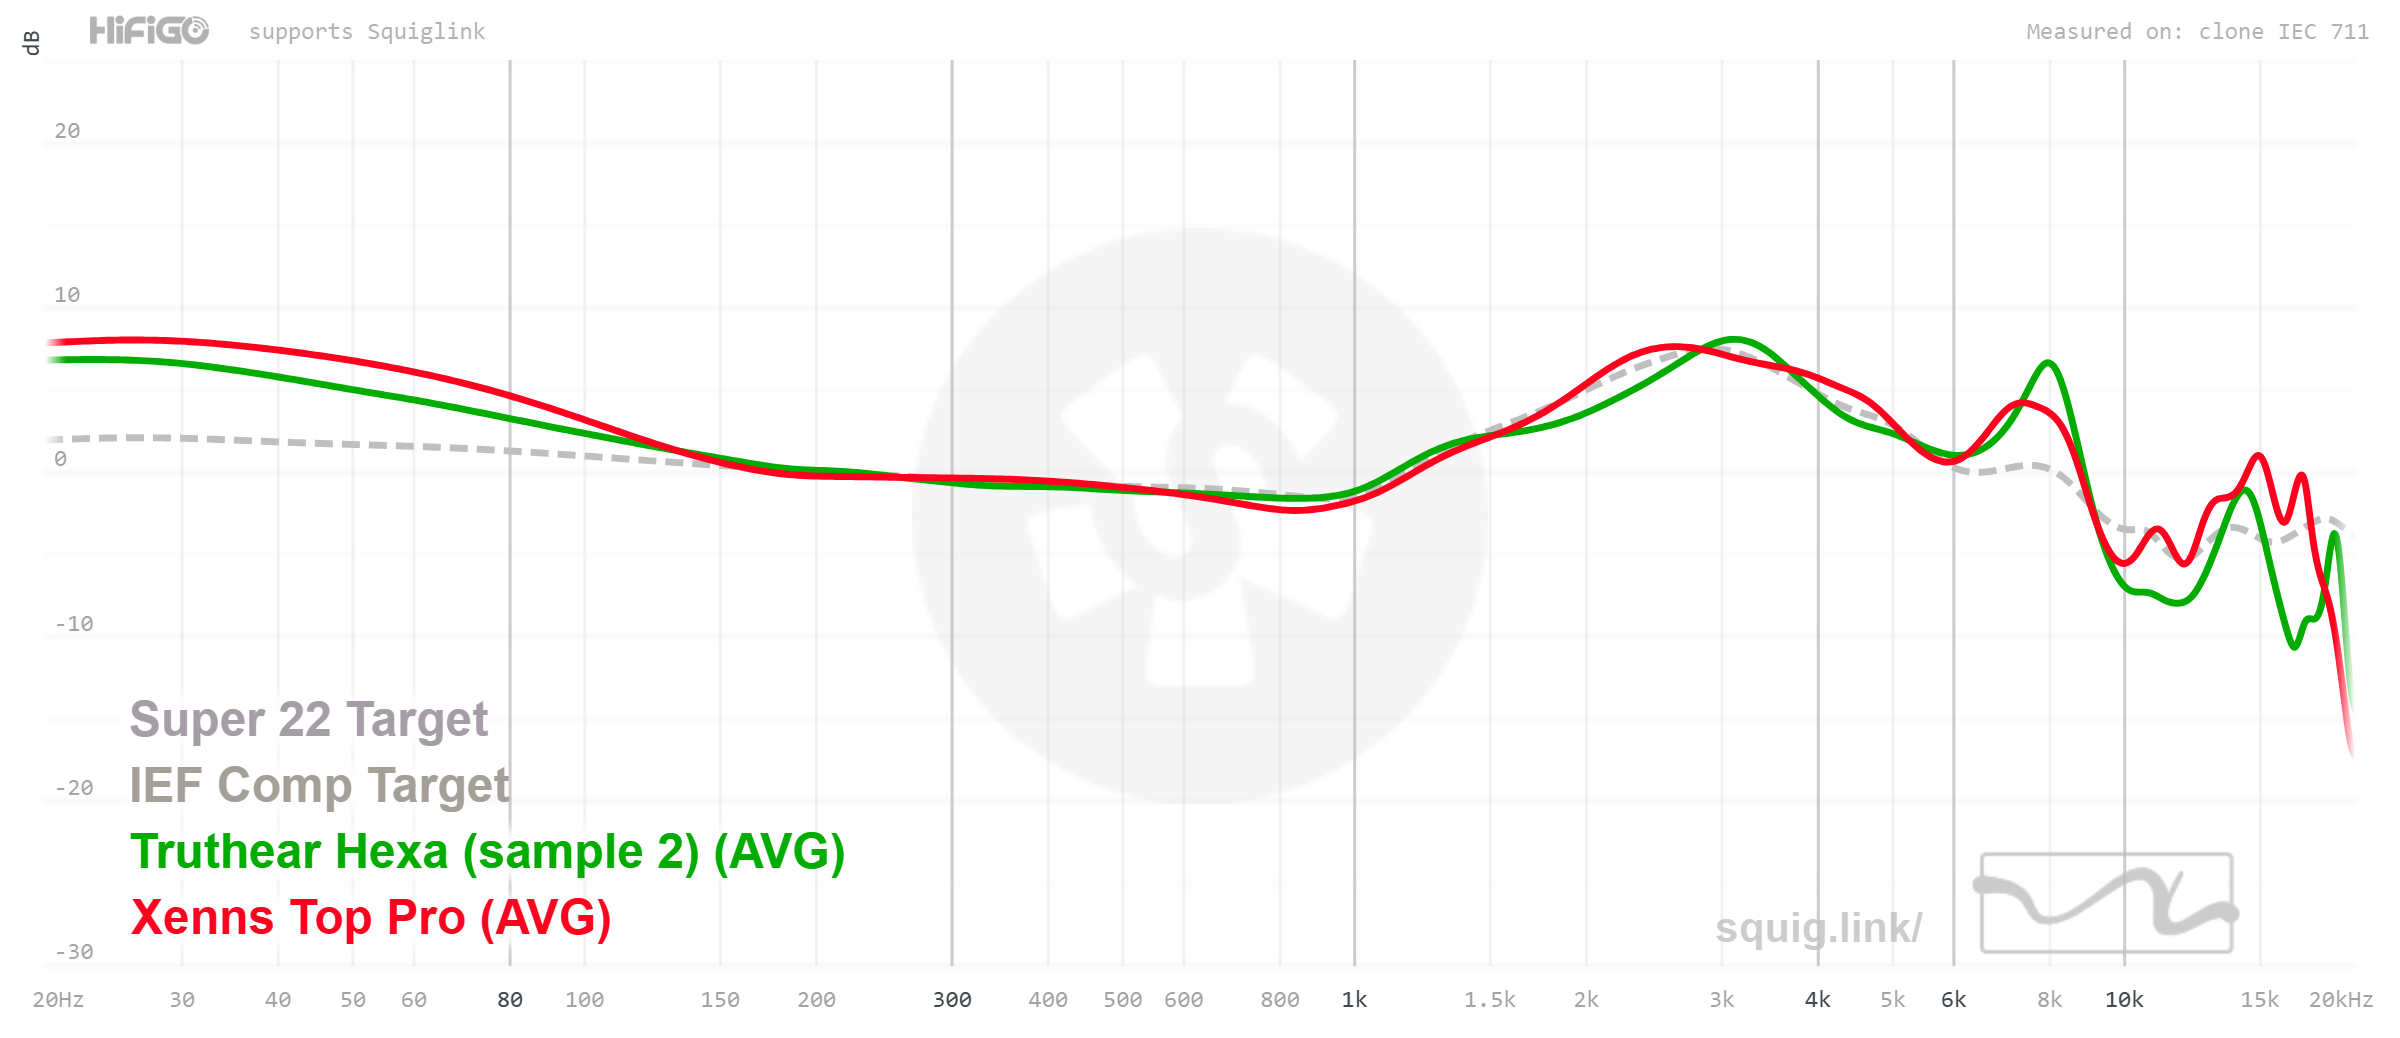 HiFiGO supports Squiglink
Measured on: clone IEC 711
dB
20
10
0
-10
-20
-30
Super 22 Target
IEF Comp Target
Truthear Hexa (sample 2) (AVG)
Xenns Top Pro (AVG)
squig.link/
20Hz 30 40 50 60 80 100 150 200 300 400 500 600 800 1k 1.5k 2k 3k 4k 5k 6k 8k 10k 15k 20kHz